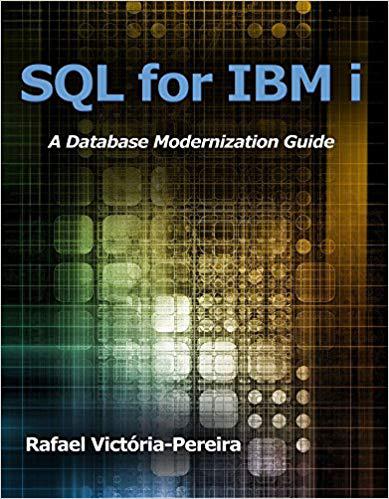 SQL for IBM i
A Database Modernization Guide
Rafael Victória-Pereira